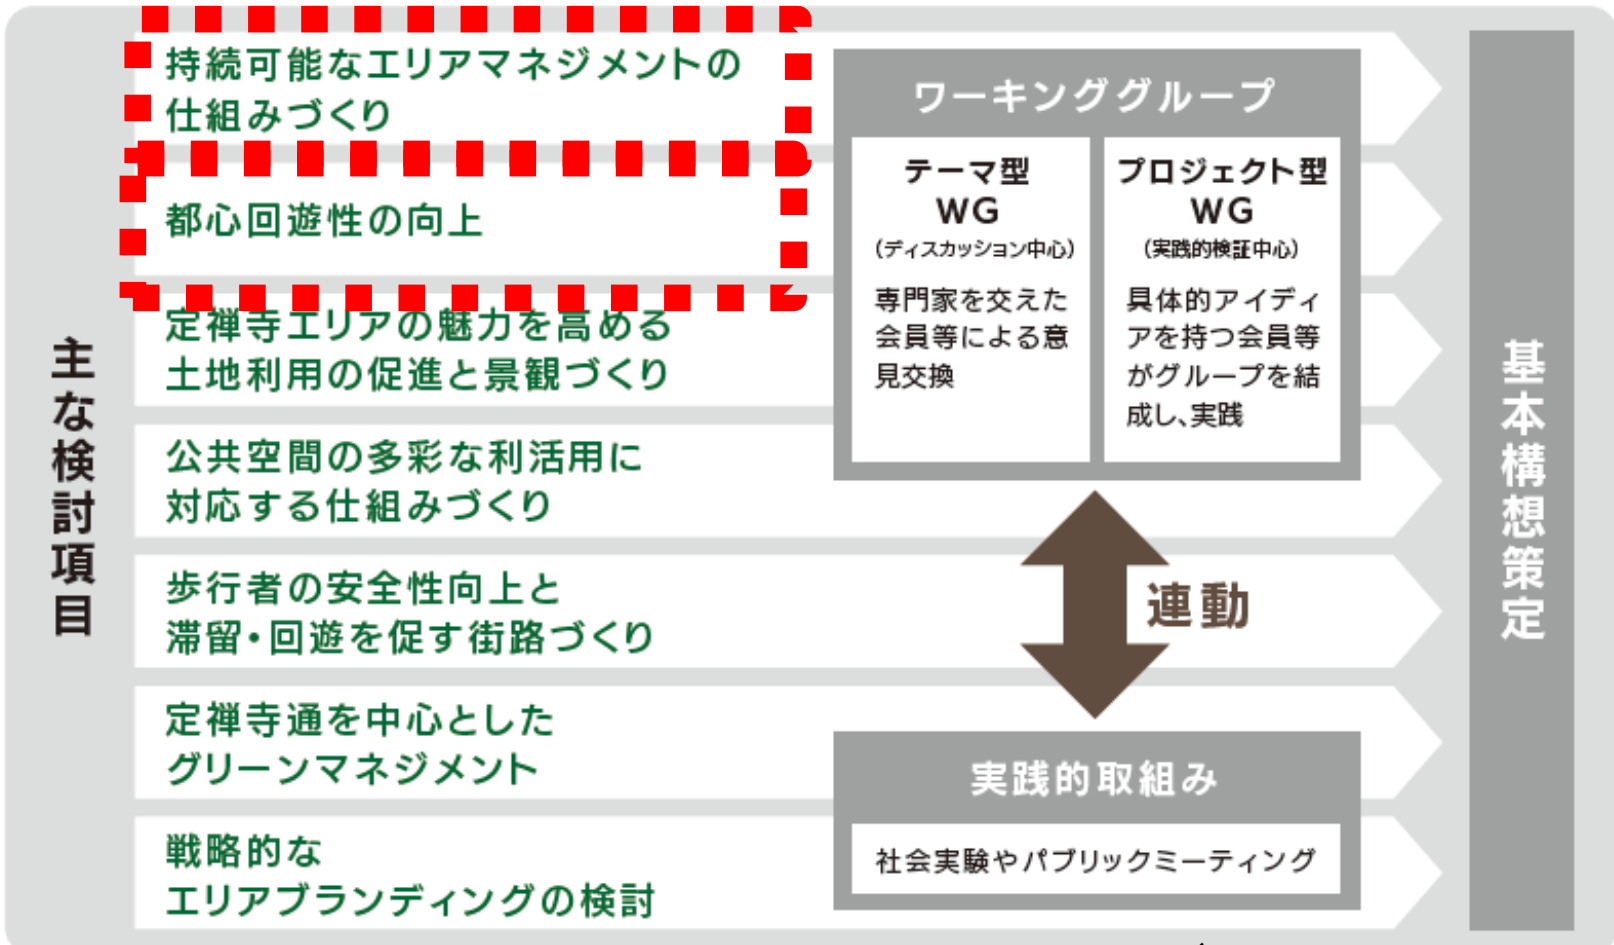 主な検討項目
持続可能なエリアマネジメントの
仕組みづくり
都心回遊性の向上
定禅寺エリアの魅力を高める
土地利用の促進と景観づくり
公共空間の多彩な利活用に
対応する仕組みづくり
歩行者の安全性向上と
滞留・回遊を促す街路づくり
定禅寺通を中心とした
グリーンマネジメント
戦略的な
エリアブランディングの検討
ワーキンググループ
テーマ型
WG
（ディスカッション中心）
専門家を交えた
会員等による意
見交換
プロジェクト型
WG
（実践的検証中心）
具体的アイディ
アを持つ会員等
がグループを結
成し、実践
連動
実践的取組み
社会実験やパブリックミーティング
基本構想策定